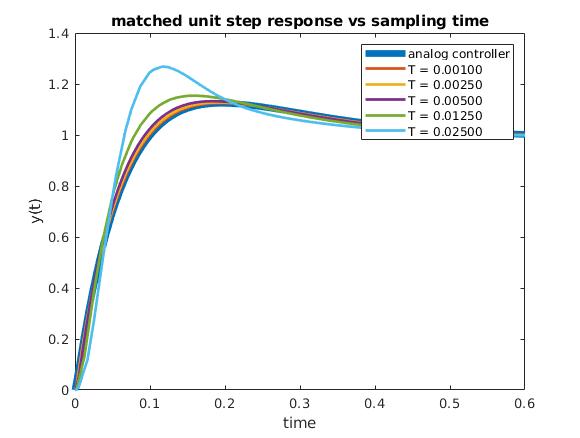 matched unit step response vs sampling time
1.4
1.2
1
0.8
0.6
0.4
0.2
0
y(t)
analog controller
T = 0.00100
T = 0.00250
T = 0.00500
T = 0.01250
T = 0.02500
0 0.1 0.2 0.3 0.4 0.5 0.6
time